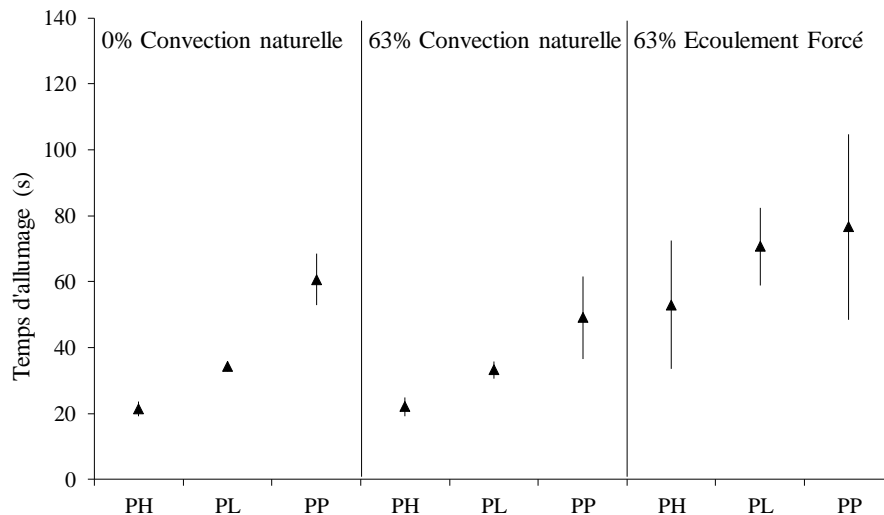 140
120
100
80
60
40
20
0
Temps d'allumage (s)
0% Convection naturelle
63% Convection naturelle
63% Ecoulement Forcé
PH PL PP PH PL PP PH PL PP